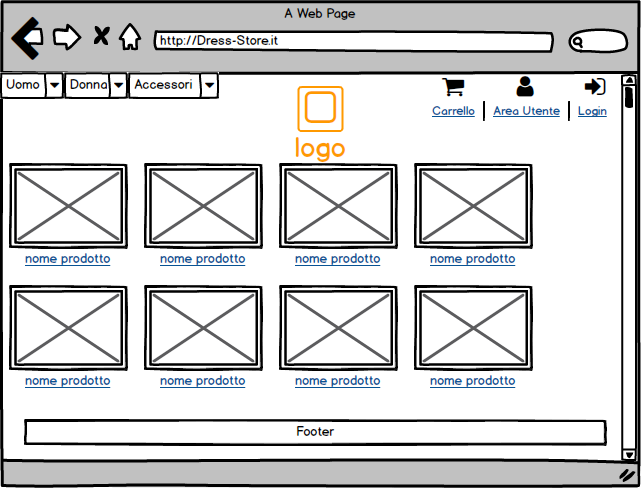 A Web Page
http://Dress-Store.it
Uomo Donna Accessori
logo
Carrello Area Utente Login
nome prodotto nome prodotto nome prodotto nome prodotto
nome prodotto nome prodotto nome prodotto nome prodotto
Footer